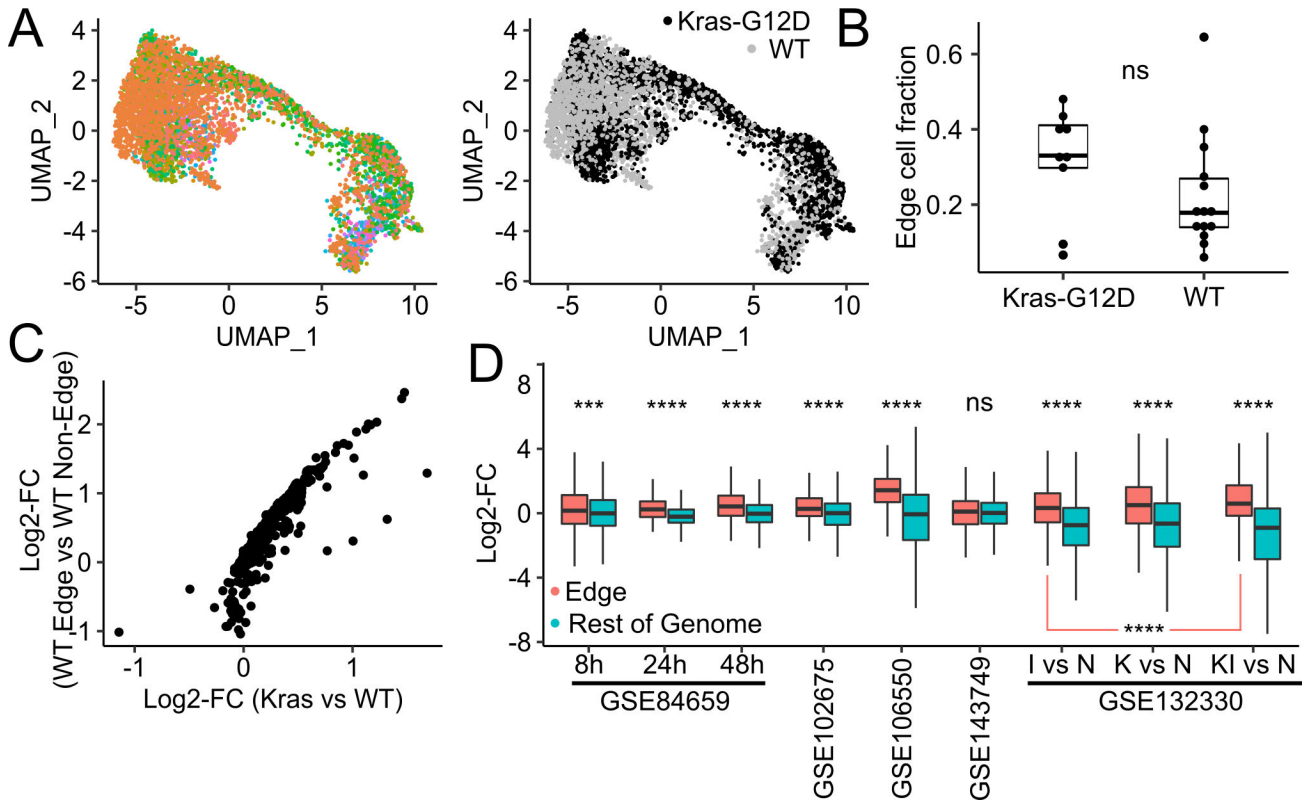 A
4
2
0
-2
-4
-6
UMAP_2
-5
0
5
10
UMAP_1
Kras-G12D
WT
4
2
0
-2
-4
-6
UMAP_2
-5
0
5
10
UMAP_1
B
ns
0.6
0.4
0.2
Edge cell fraction
Kras-G12D
WT
C
Log2-FC
(WT Edge vs WT Non-Edge)
2
1
0
-1
-1
0
1
Log2-FC (Kras vs WT)
D
8
4
0
-4
-8
Log2-FC
***
****
****
****
****
ns
****
****
****
Edge
Rest of Genome
****
8h
24h
48h
GSE84659
GSE102675
GSE106550
GSE143749
I vs N
K vs N
KI vs N
GSE132330